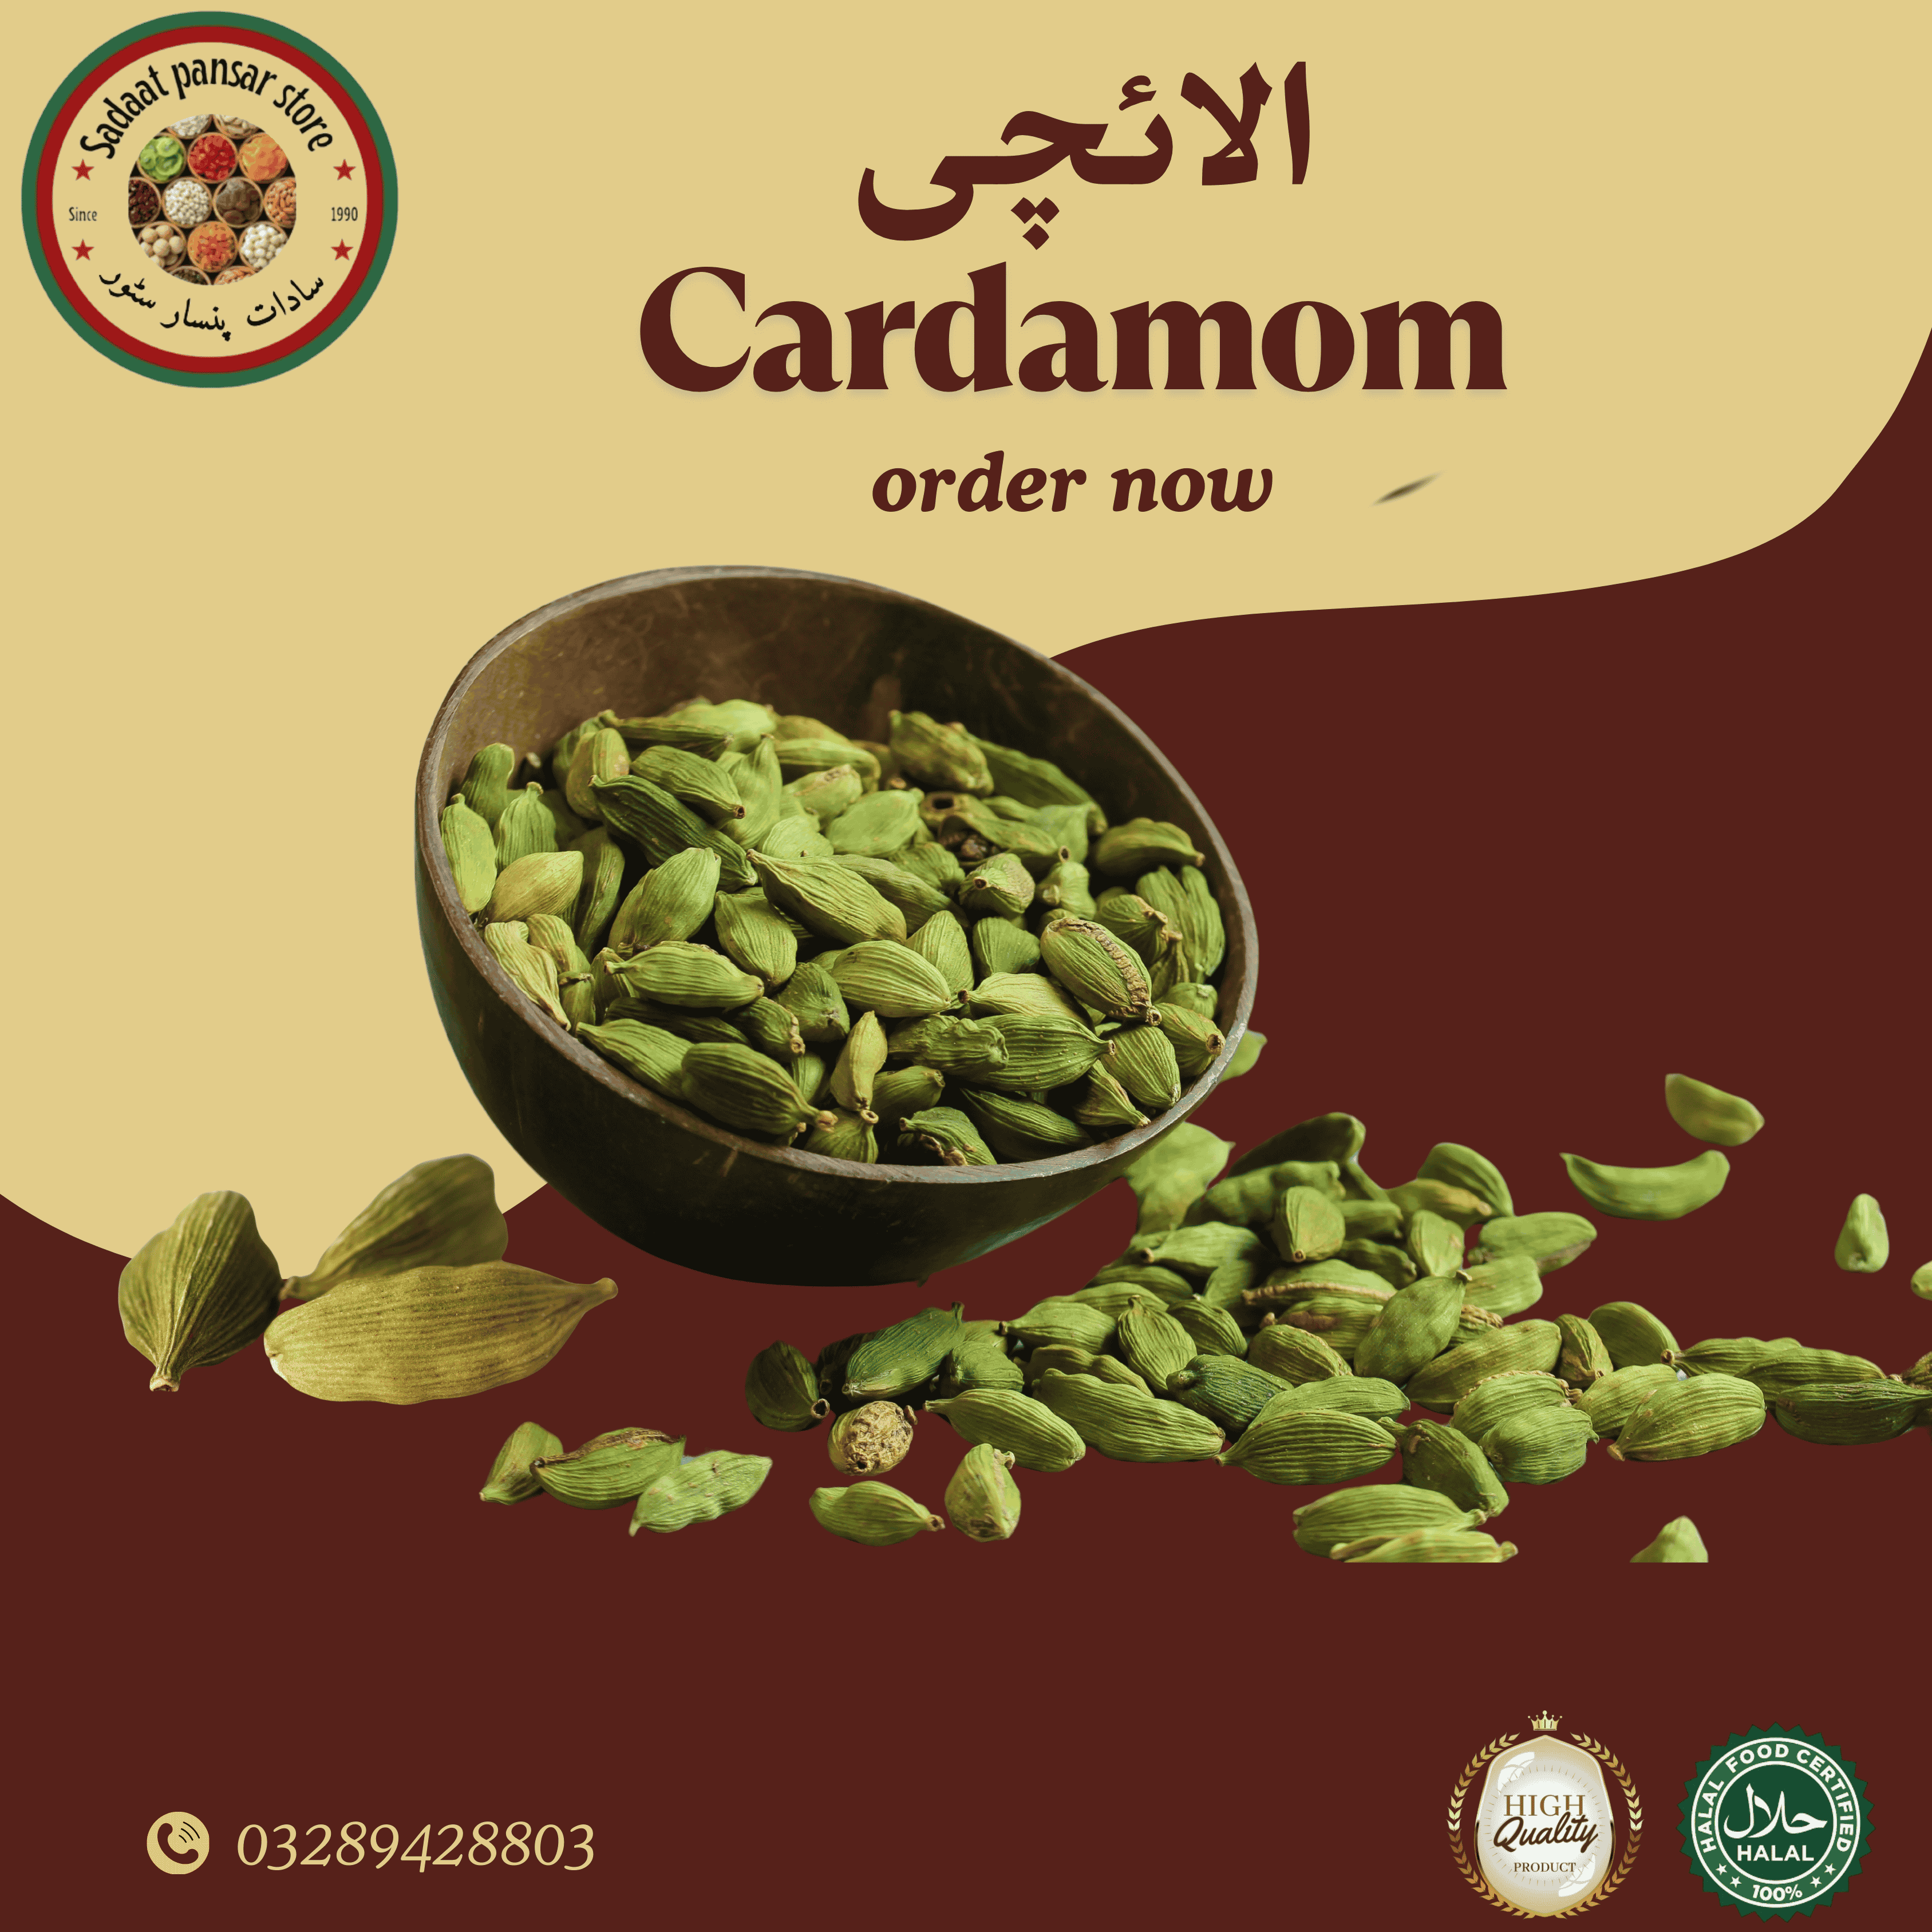 Sadaat pansar store
Since 1990
سادات پنسار سٹور
الائچی
Cardamom
order now
03289428803
HIGH
Quality
PRODUCT
HALAL FOOD CERTIFIED
حلال
HALAL
100%